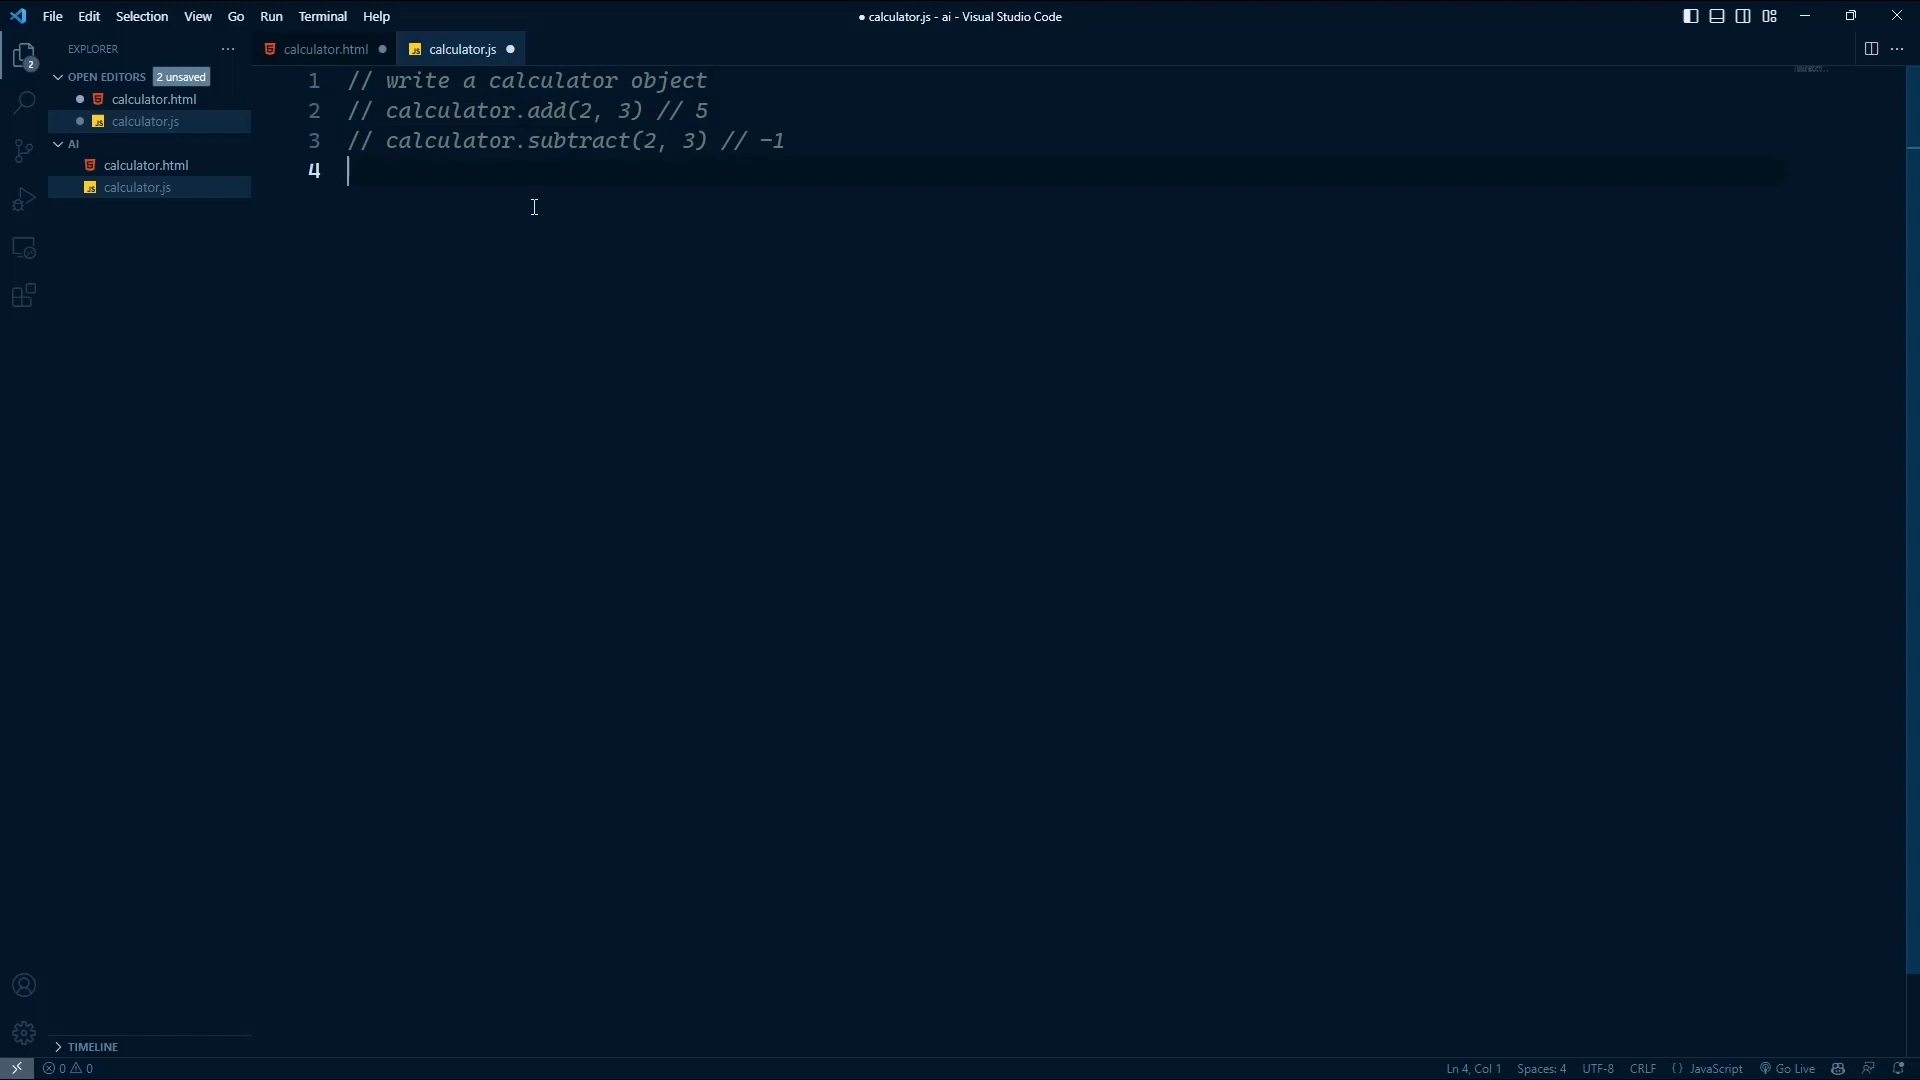 File Edit Selection View Go Run Terminal Help
● calculator.js - ai - Visual Studio Code
EXPLORER
calculator.html
calculator.js
OPEN EDITORS 2 unsaved
calculator.html
calculator.js
AI
calculator.html
calculator.js
2
1 // write a calculator object
2 // calculator.add(2, 3) // 5
3 // calculator.subtract(2, 3) // -1
4
TIMELINE
0 0
Ln 4, Col 1 Spaces: 4 UTF-8 CRLF {} JavaScript Go Live